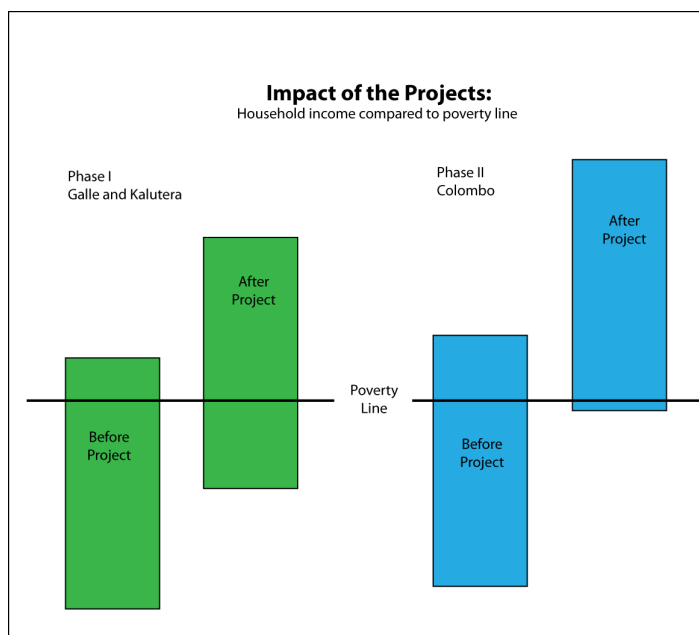 Impact of the Projects:
Household income compared to poverty line
Phase I
Galle and Kalutera
Phase II
Colombo
After
Project
After
Project
Poverty
Line
Before
Project
Before
Project